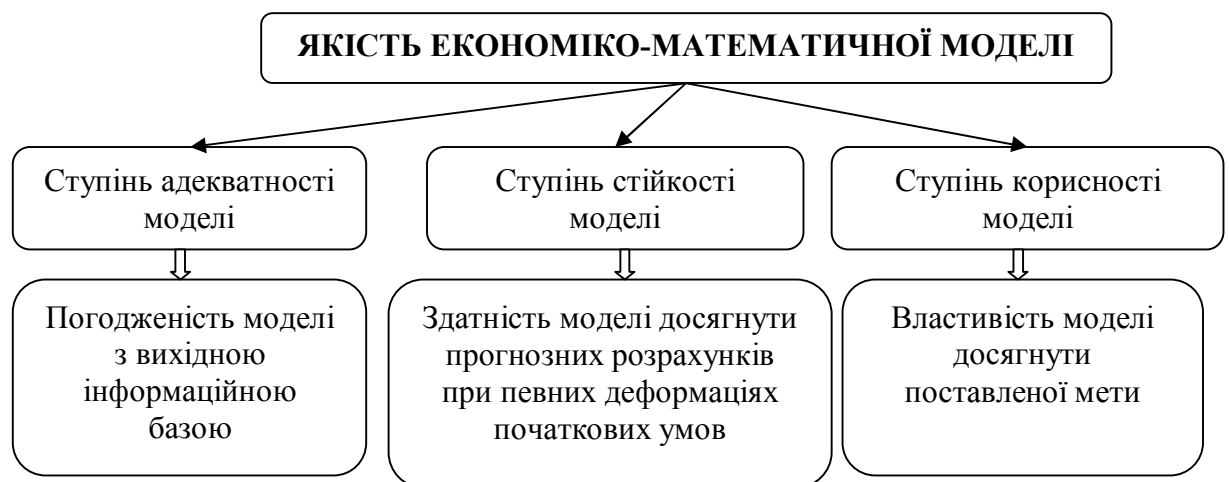 ЯКІСТЬ ЕКОНОМІКО-МАТЕМАТИЧНОЇ МОДЕЛІ
Ступінь адекватності
моделі
Ступінь стійкості
моделі
Ступінь корисності
моделі
Погодженість моделі
з вихідною
інформаційною
базою
Здатність моделі досягнути
прогнозних розрахунків
при певних деформаціях
початкових умов
Властивість моделі
досягнути
поставленої мети